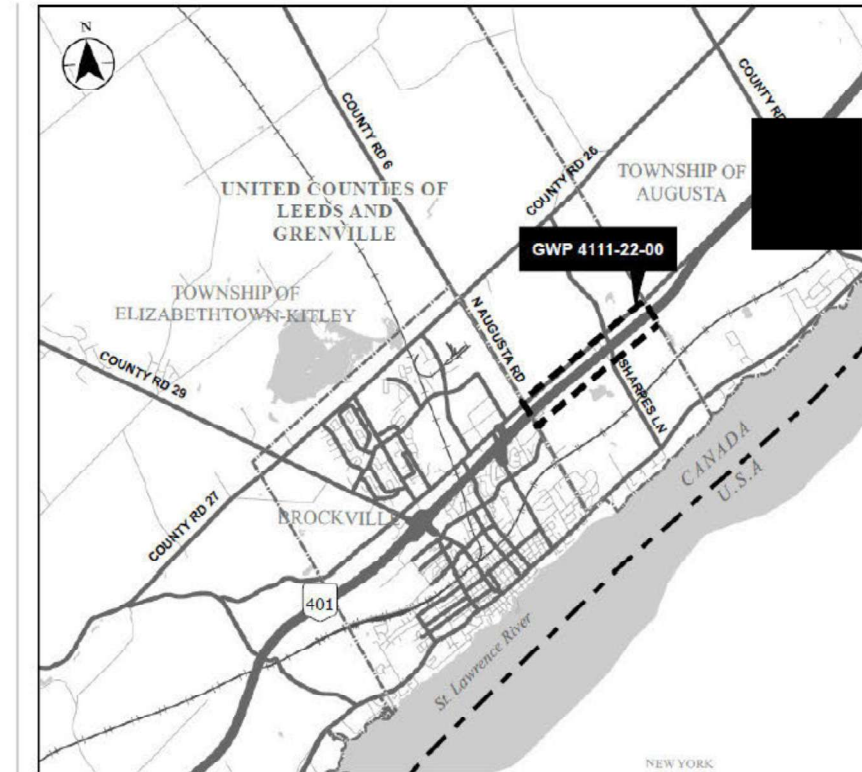 N
COUNTY RD 6
COUNTY RD
COUNTY RD 26
TOWNSHIP OF
AUGUSTA
UNITED COUNTIES OF
LEEDS AND
GRENVILLE
GWP 4111-22-00
TOWNSHIP OF
ELIZABETHTOWN-KITLEY
N AUGUSTA RD
COUNTY RD 29
SHARPES LN
CANADA
U.S.A
COUNTY RD 27
BROCKVILLE
401
St. Lawrence River
NEW YORK